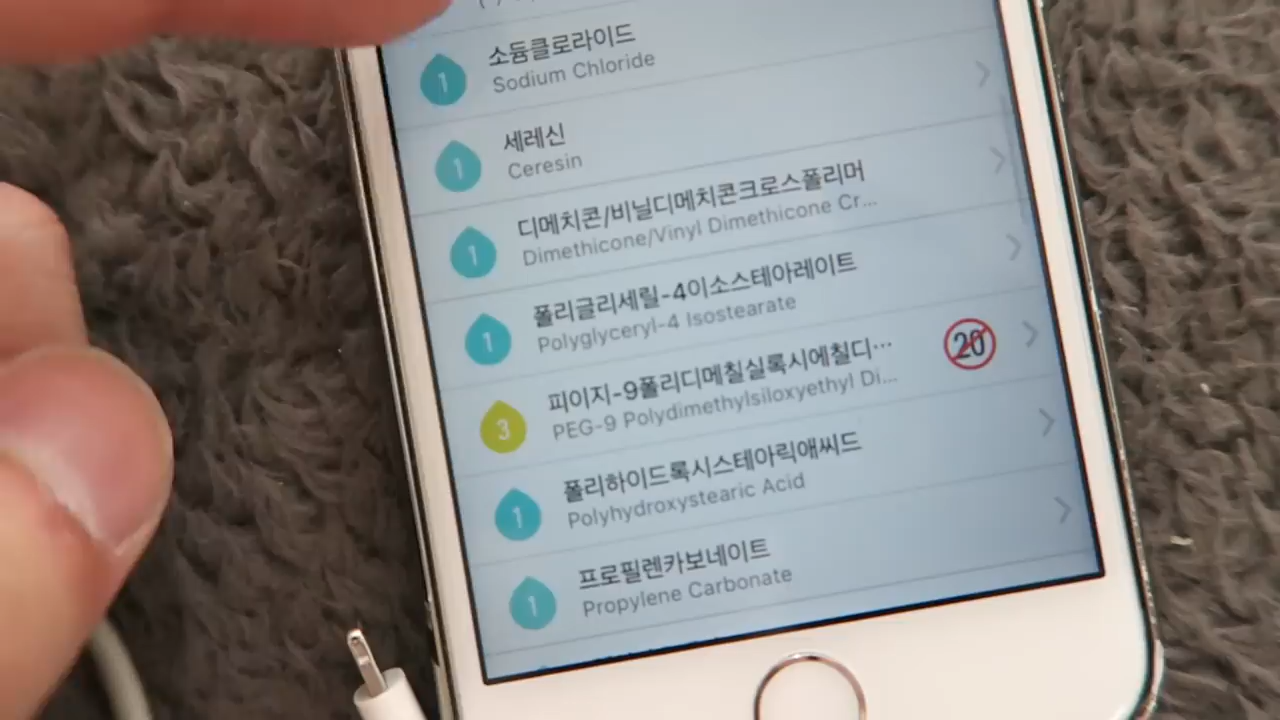 1
소듐클로라이드
Sodium Chloride
1
세레신
Ceresin
1
디메치콘/비닐디메치콘크로스폴리머
Dimethicone/Vinyl Dimethicone Cr...
1
폴리글리세릴-4이소스테아레이트
Polyglyceryl-4 Isostearate
3
피이지-9폴리디메칠실록시에칠디...
PEG-9 Polydimethylsiloxyethyl Di...
20
1
폴리하이드록시스테아릭애씨드
Polyhydroxystearic Acid
1
프로필렌카보네이트
Propylene Carbonate